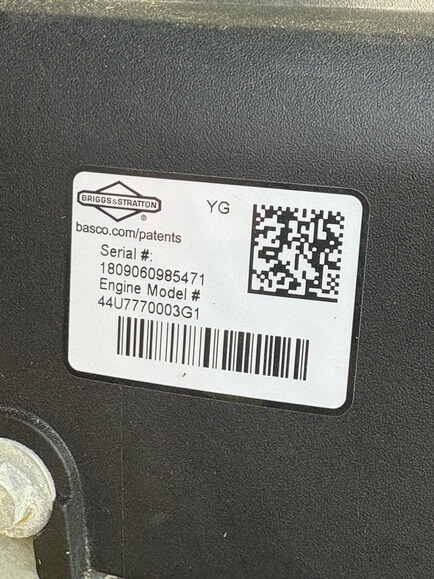 BRIGGS&STRATTON
®
YG
basco.com/patents
Serial #:
1809060985471
Engine Model #
44U7770003G1